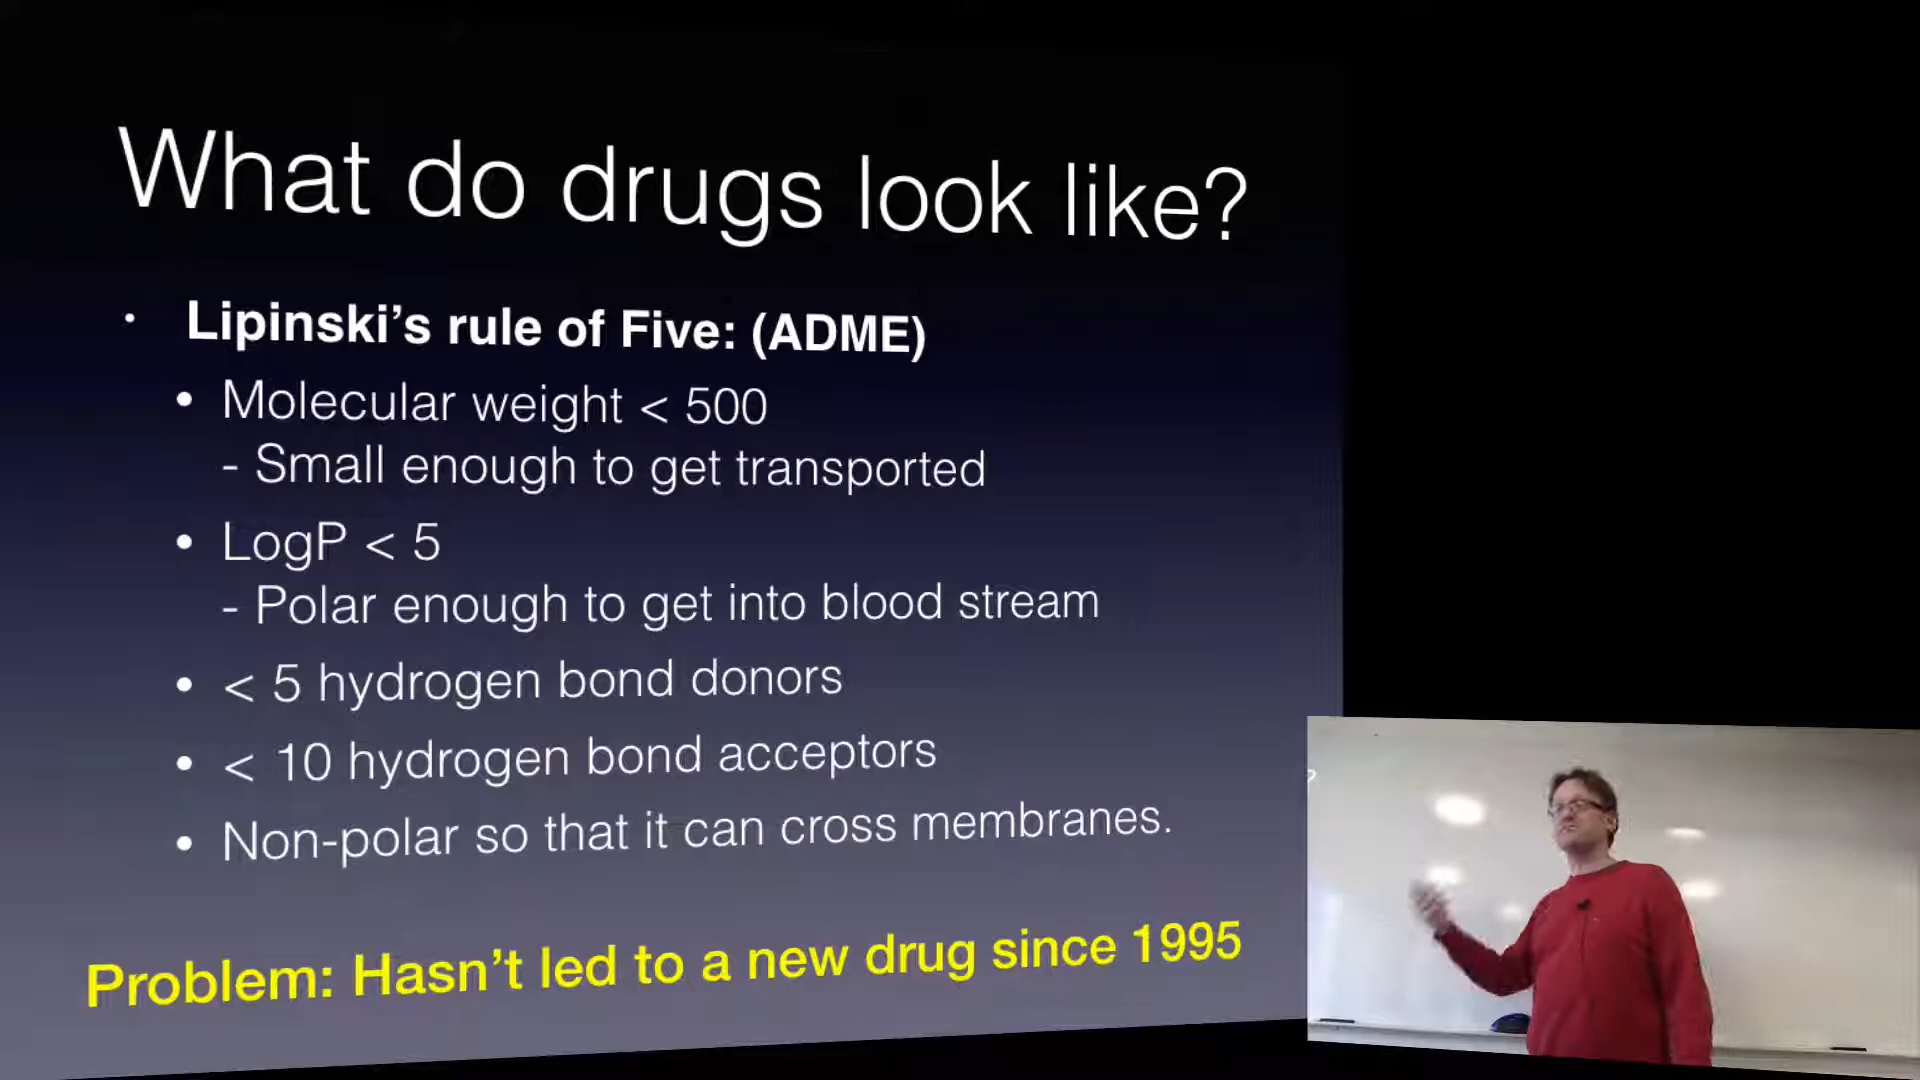 What do drugs look like?
• Lipinski's rule of Five: (ADME)
• Molecular weight < 500
- Small enough to get transported
• LogP < 5
- Polar enough to get into blood stream
• < 5 hydrogen bond donors
• < 10 hydrogen bond acceptors
• Non-polar so that it can cross membranes.
Problem: Hasn't led to a new drug since 1995
?